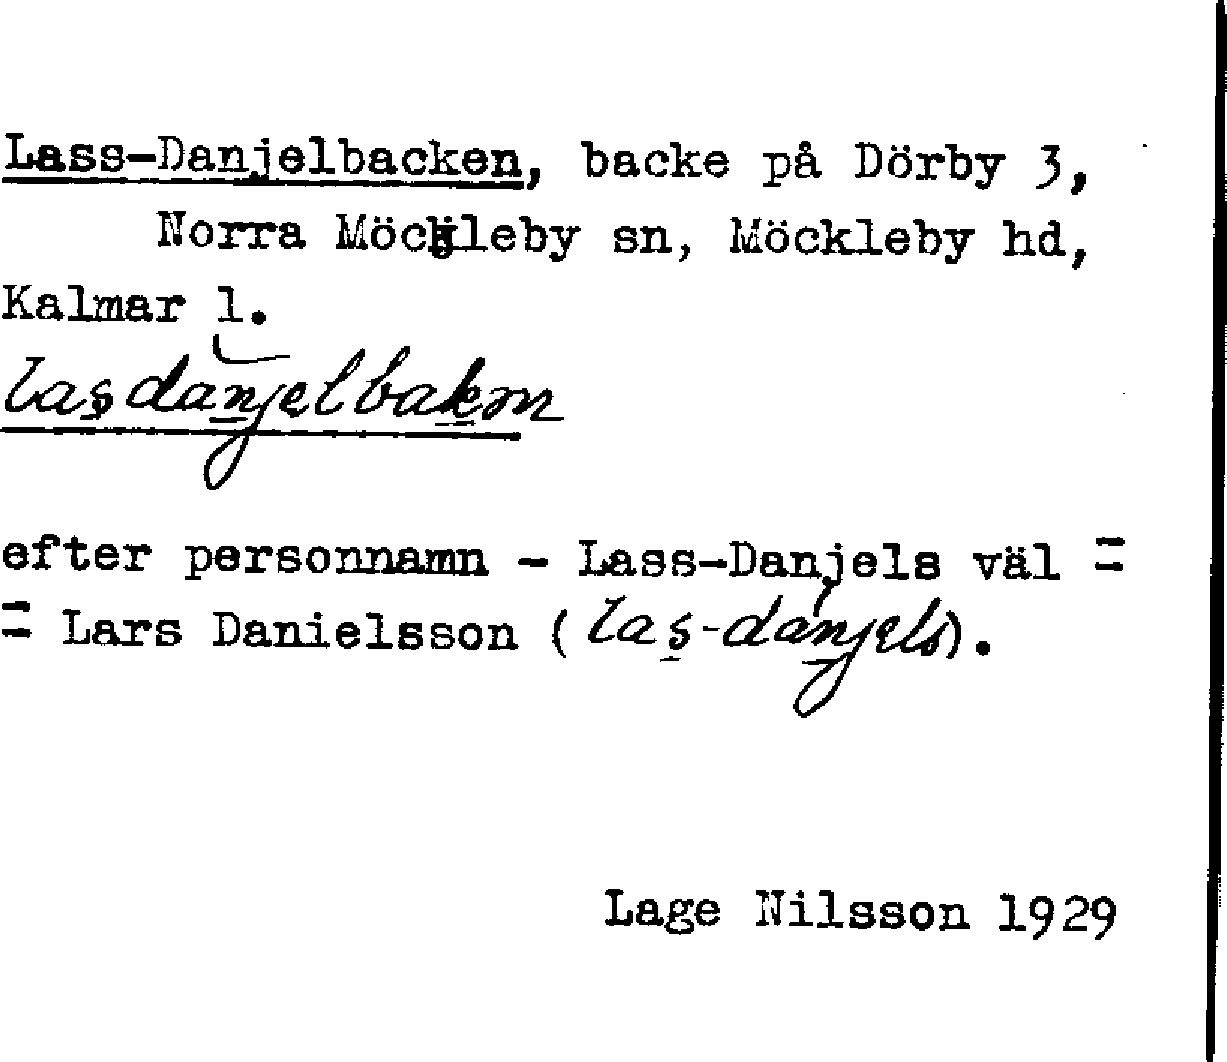 Lass-Danjelbacken, backe på Dörby 3,
Norra Möckleby sn, Möckleby hd,
Kalmar l.
lasdanjelbakən
efter personnamn - Lass-Danjels väl =
= Lars Danielsson (las-danjels).
Lage Nilsson 1929